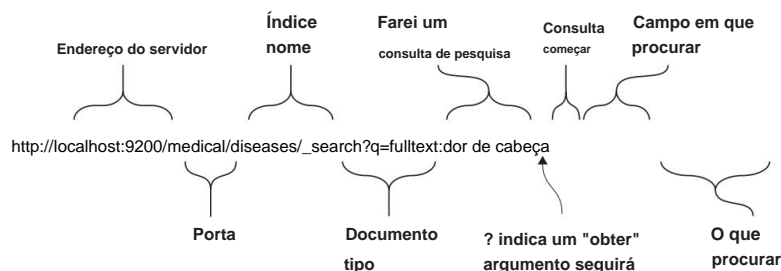 Endereço do servidor
Índice
nome
Farei um
consulta de pesquisa
Consulta
começar
Campo em que
procurar
http://localhost:9200/medical/diseases/_search?q=fulltext:dor de cabeça
Porta
Documento
tipo
? indica um "obter"
argumento seguirá
O que
procurar